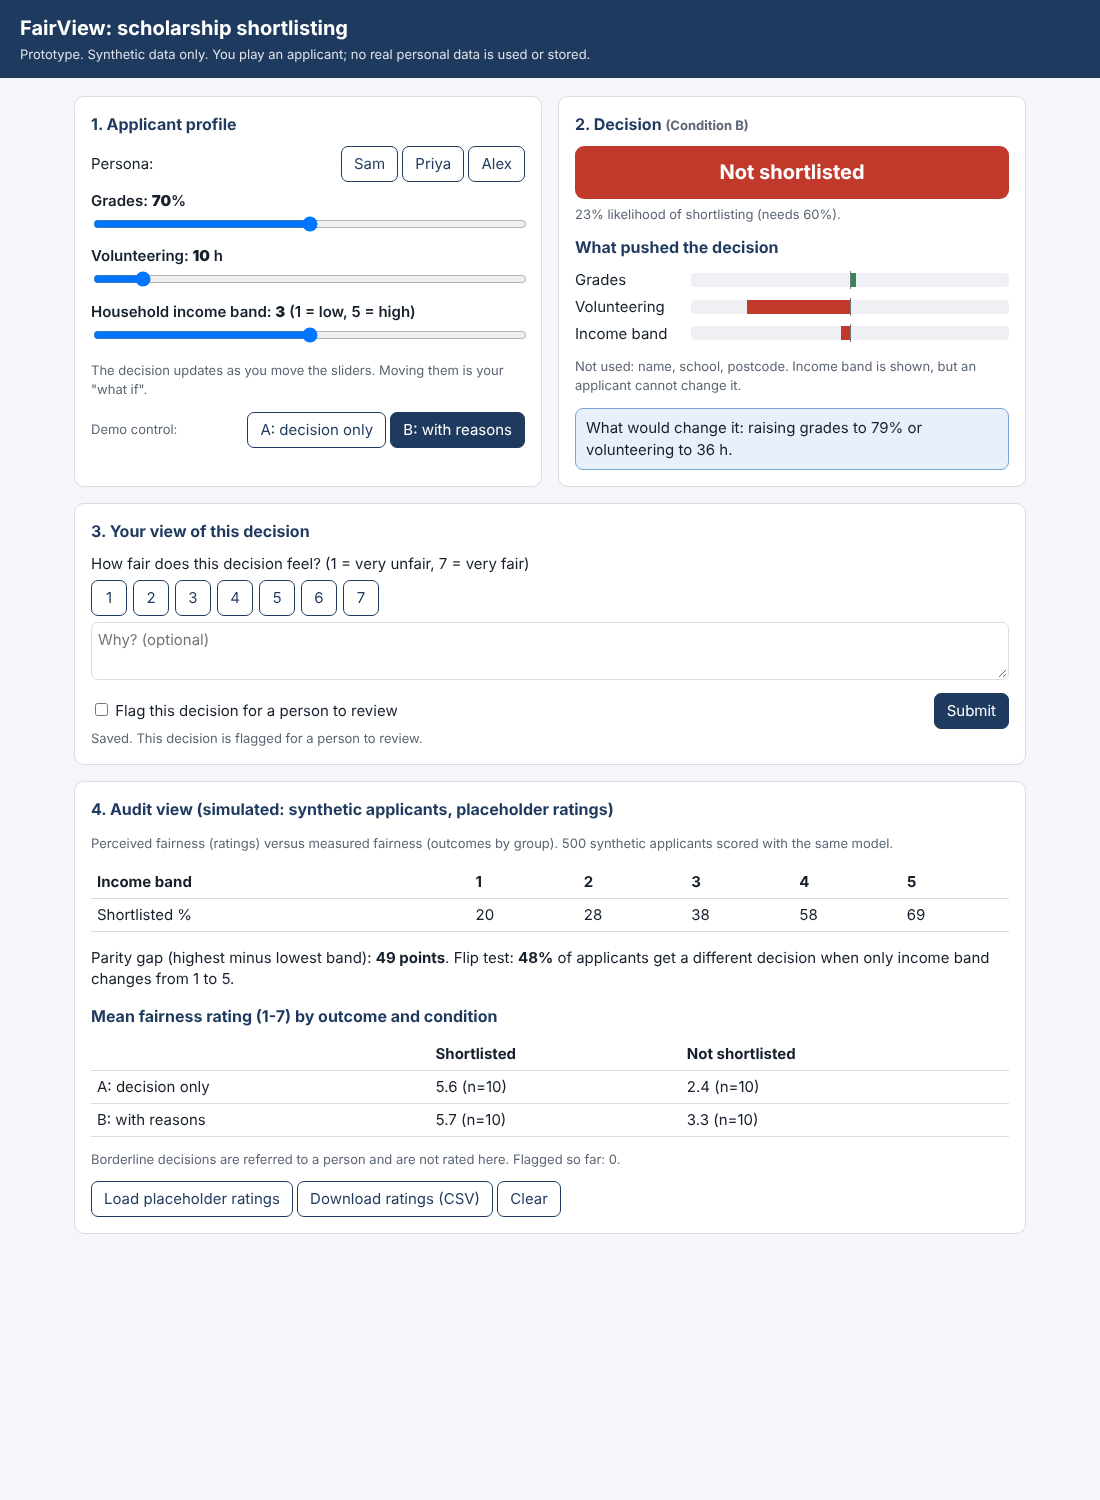 FairView: scholarship shortlisting
Prototype. Synthetic data only. You play an applicant; no real personal data is used or stored.
1. Applicant profile
Persona:
Sam
Priya
Alex
Grades: 70%
Volunteering: 10 h
Household income band: 3 (1 = low, 5 = high)
The decision updates as you move the sliders. Moving them is your
"what if".
Demo control:
A: decision only
B: with reasons
2. Decision (Condition B)
Not shortlisted
23% likelihood of shortlisting (needs 60%).
What pushed the decision
Grades
Volunteering
Income band
Not used: name, school, postcode. Income band is shown, but an
applicant cannot change it.
What would change it: raising grades to 79% or
volunteering to 36 h.
3. Your view of this decision
How fair does this decision feel? (1 = very unfair, 7 = very fair)
1 2 3 4 5 6 7
Why? (optional)
Flag this decision for a person to review
Submit
Saved. This decision is flagged for a person to review.
4. Audit view (simulated: synthetic applicants, placeholder ratings)
Perceived fairness (ratings) versus measured fairness (outcomes by group). 500 synthetic applicants scored with the same model.
Income band 1 2 3 4 5
Shortlisted % 20 28 38 58 69
Parity gap (highest minus lowest band): 49 points. Flip test: 48% of applicants get a different decision when only income band
changes from 1 to 5.
Mean fairness rating (1-7) by outcome and condition
Shortlisted Not shortlisted
A: decision only 5.6 (n=10) 2.4 (n=10)
B: with reasons 5.7 (n=10) 3.3 (n=10)
Borderline decisions are referred to a person and are not rated here. Flagged so far: 0.
Load placeholder ratings
Download ratings (CSV)
Clear